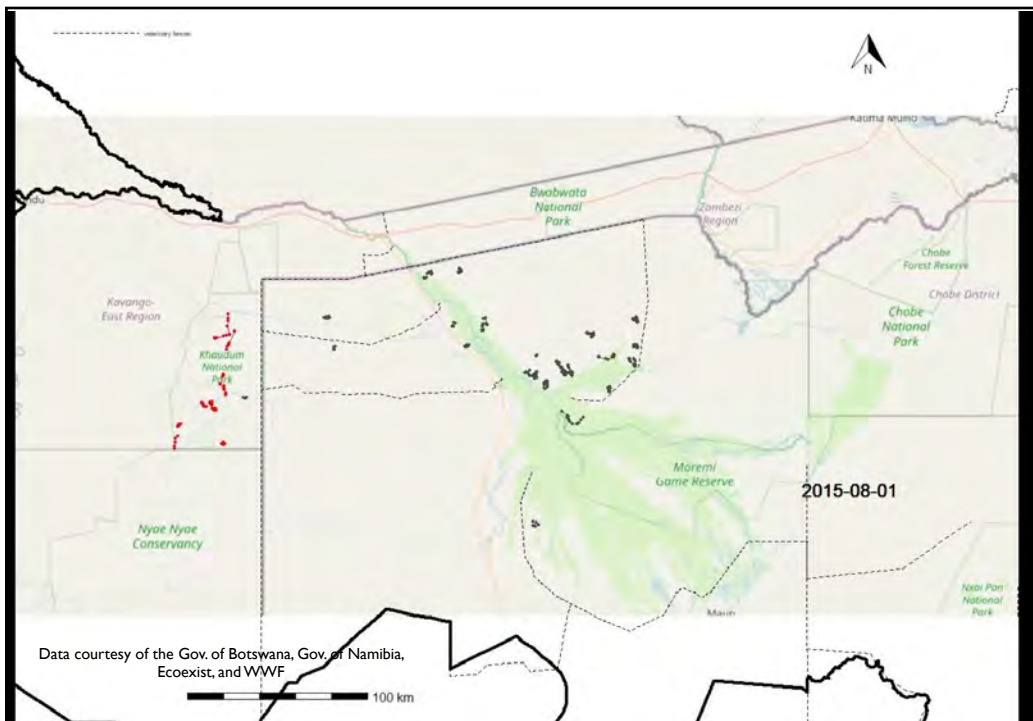 veterinary fences
N
Katima Mulilo
Bwabwata
National
Park
Zambezi
Region
Chobe
Forest Reserve
Chobe District
Kavango-
East Region
Chobe
National
Park
Khaudum
National
Park
Moremi
Game Reserve
2015-08-01
Nyae Nyae
Conservancy
Nxai Pan
National
Park
Maun
Data courtesy of the Gov. of Botswana, Gov. of Namibia,
Ecoexist, and WWF
100 km